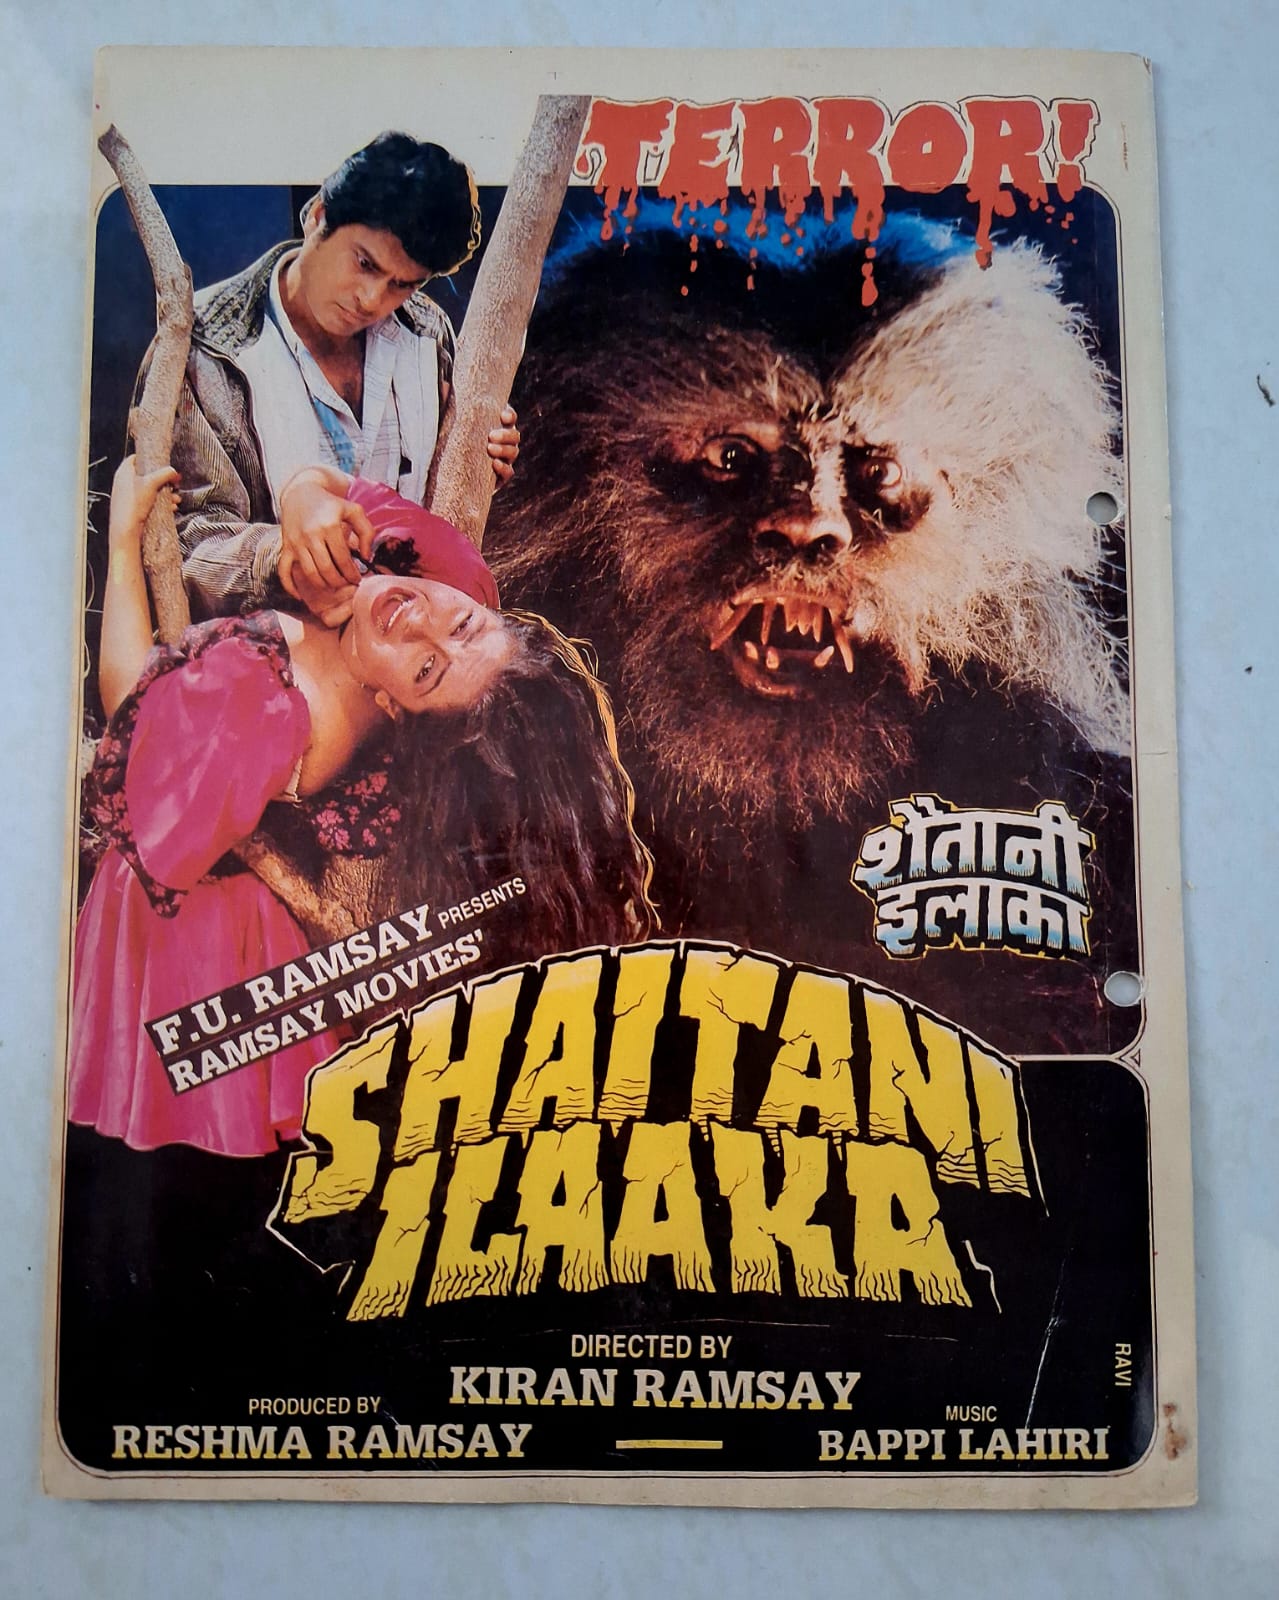 TERROR!
शैतानी
इलाका
F.U. RAMSAY PRESENTS
RAMSAY MOVIES'
SHAITANI
ILAAKA
DIRECTED BY
KIRAN RAMSAY
PRODUCED BY
RESHMA RAMSAY
MUSIC
BAPPI LAHIRI
RAVI